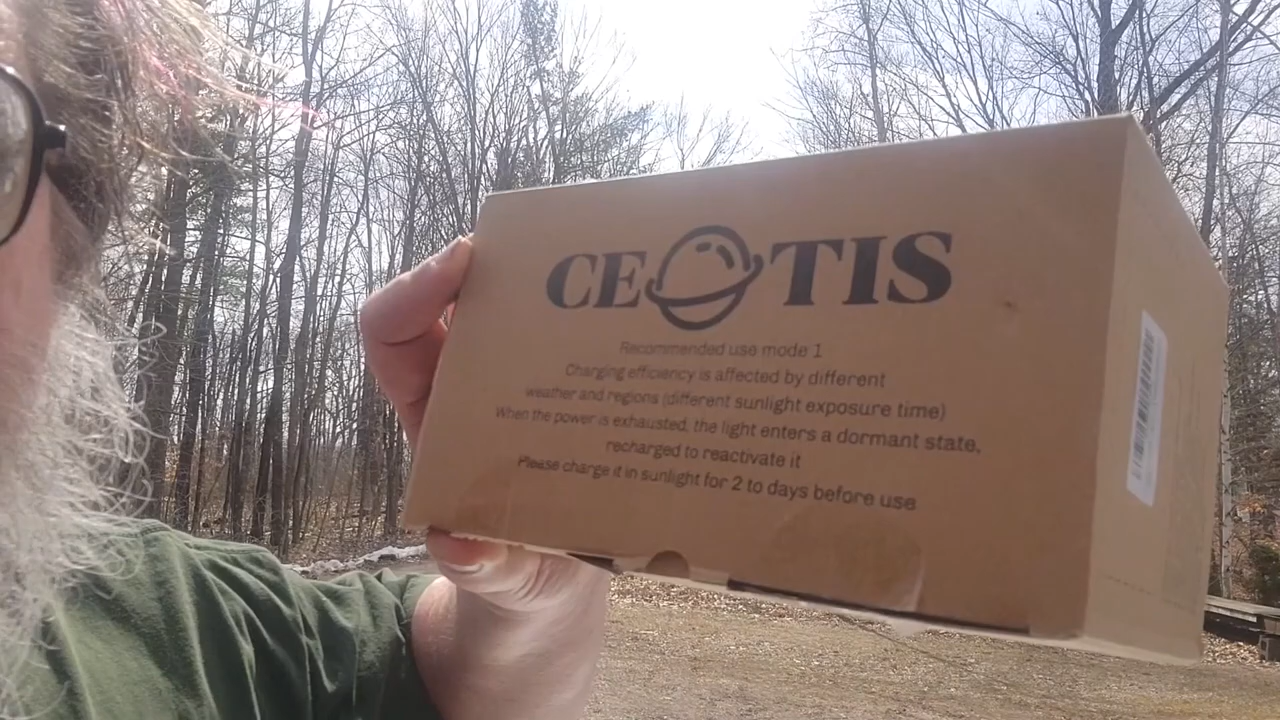 CEOTIS
Recommended use mode 1
Charging efficiency is affected by different
weather and regions (different sunlight exposure time)
When the power is exhausted, the light enters a dormant state,
recharged to reactivate it
Please charge it in sunlight for 2 to days before use